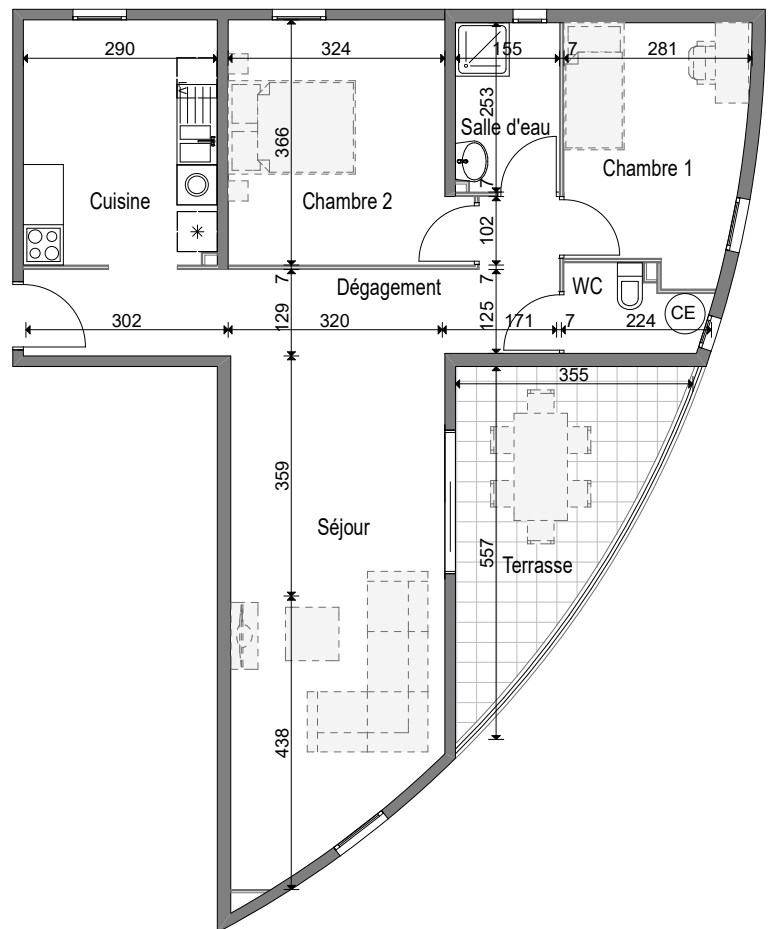 290
324
155
7
281
253
366
Salle d'eau
Chambre 1
Cuisine
Chambre 2
7
102
7
Dégagement
7
WC
129
125
CE
302
320
171
7
224
355
359
Séjour
557
Terrasse
438